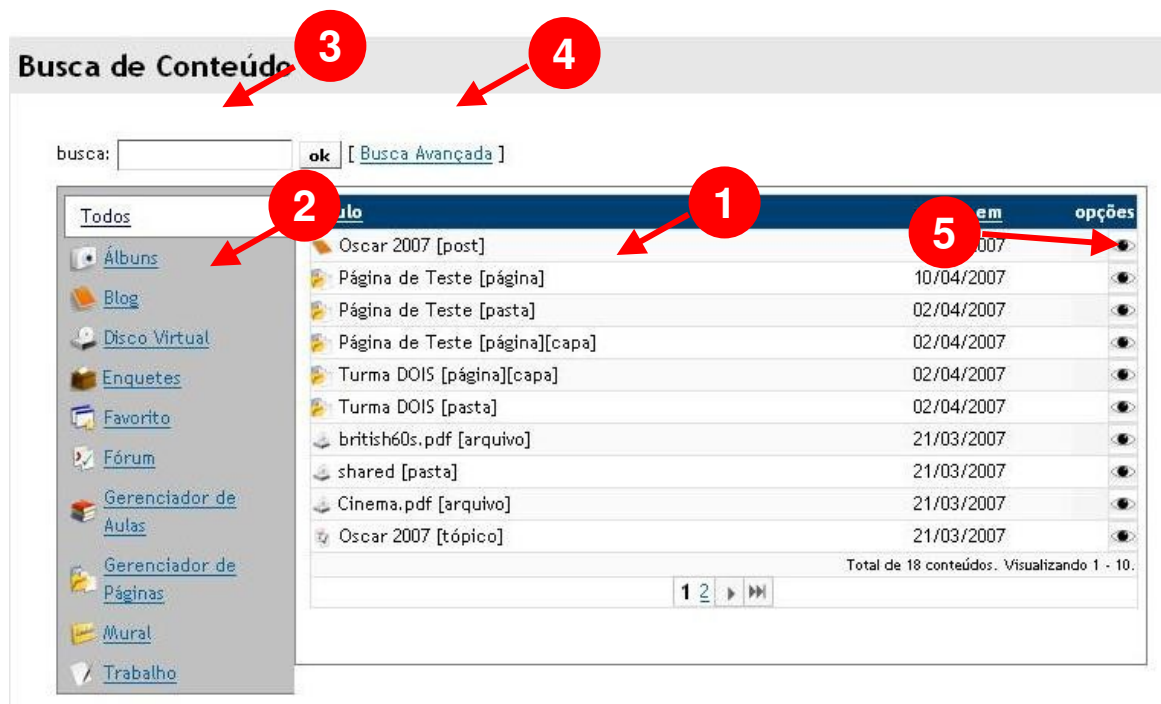 3
4
Busca de Conteúdo
busca: ok [ Busca Avançada ]
2
1
5
Todos
Álbuns
Blog
Disco Virtual
Enquetes
Favorito
Fórum
Gerenciador de
Aulas
Gerenciador de
Páginas
Mural
Trabalho
ulo em opções
Oscar 2007 [post] 007
Página de Teste [página] 10/04/2007
Página de Teste [pasta] 02/04/2007
Página de Teste [página][capa] 02/04/2007
Turma DOIS [página][capa] 02/04/2007
Turma DOIS [pasta] 02/04/2007
british60s.pdf [arquivo] 21/03/2007
shared [pasta] 21/03/2007
Cinema.pdf [arquivo] 21/03/2007
Oscar 2007 [tópico] 21/03/2007
Total de 18 conteúdos. Visualizando 1 - 10.
1 2